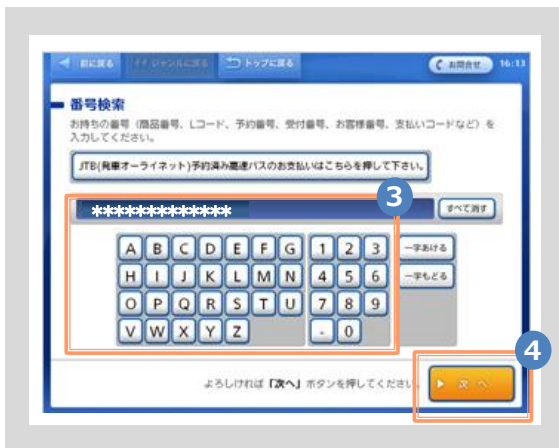 前に戻る ジャンルに戻る トップに戻る お問合せ 16:13
番号検索
お持ちの番号（商品番号、Lコード、予約番号、受付番号、お客様番号、支払いコードなど）を
入力してください。
JTB(発車オーライネット)予約済み高速バスのお支払いはこちらを押して下さい。
3
************* すべて消す
A B C D E F G 1 2 3 一字あける
H I J K L M N 4 5 6 一字もどる
O P Q R S T U 7 8 9
V W X Y Z - 0
4
よろしければ「次へ」ボタンを押してください。 次へ